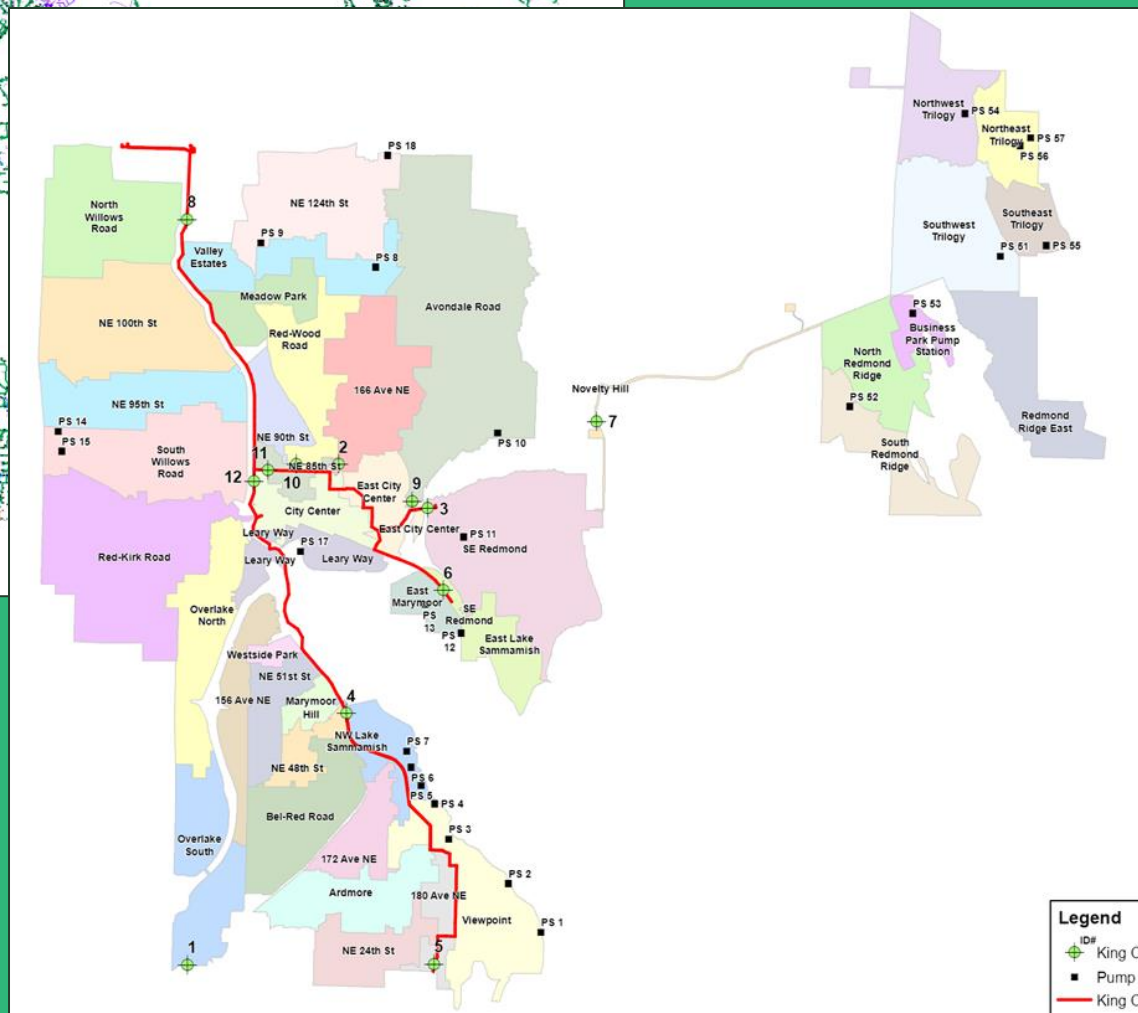 PS 18
Northwest
Trilogy
PS 54
Northeast
Trilogy
PS 57
PS 56
North
Willows
Road
8
NE 124th St
PS 9
Valley
Estates
PS 8
Southeast
Trilogy
Southwest
Trilogy
PS 51
PS 55
Meadow Park
Avondale Road
NE 100th St
Red-Wood
Road
PS 53
Business
Park Pump
Station
North
Redmond
Ridge
166 Ave NE
Novelty Hill
7
NE 95th St
PS 52
Redmond
Ridge East
PS 14
PS 15
South
Willows
Road
NE 90th St
PS 10
South
Redmond
Ridge
11
2
NE 85th St
12
10
East City
Center
9
3
City Center
East City Center
Leary Way
PS 11
SE Redmond
Red-Kirk Road
Leary Way
PS 17
Leary Way
6
East
Marymoor
PS
13
SE
Redmond
PS
12
East Lake
Sammamish
Overlake
North
Westside Park
NE 51st St
156 Ave NE
Marymoor
Hill
4
NW Lake
Sammamish
PS 7
NE 48th St
PS 6
PS 5
PS 4
Bel-Red Road
PS 3
Overlake
South
172 Ave NE
Ardmore
180 Ave NE
PS 2
Viewpoint
PS 1
NE 24th St
1
5
Legend
ID#
King C
Pump
King C